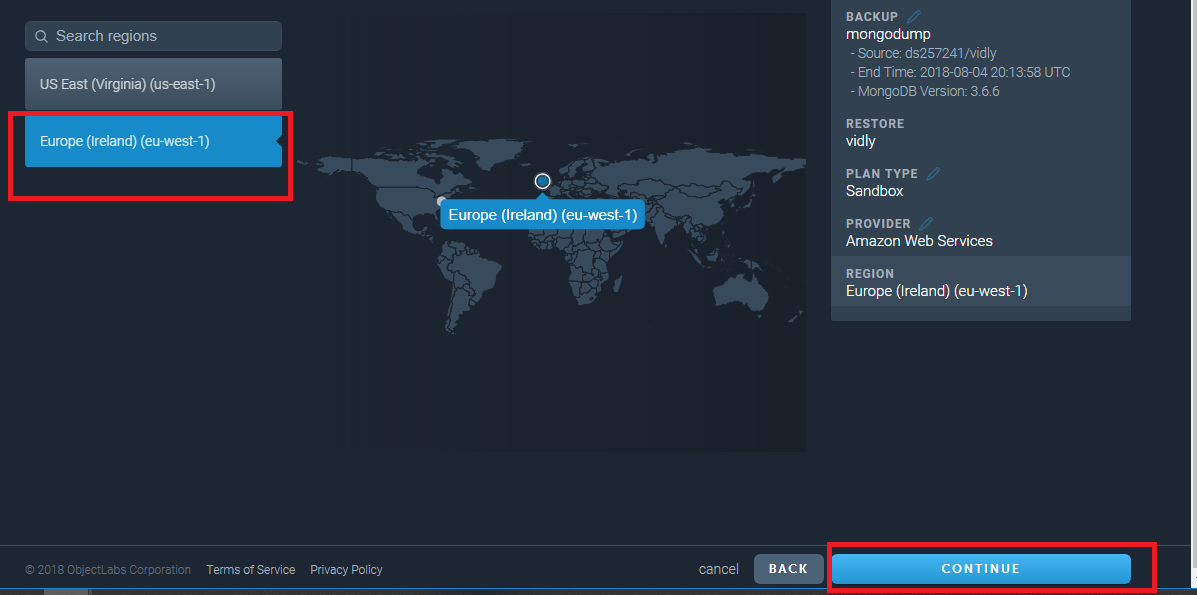 Search regions
US East (Virginia) (us-east-1)
Europe (Ireland) (eu-west-1)
Europe (Ireland) (eu-west-1)
BACKUP
mongodump
- Source: ds257241/vidly
- End Time: 2018-08-04 20:13:58 UTC
- MongoDB Version: 3.6.6
RESTORE
vidly
PLAN TYPE
Sandbox
PROVIDER
Amazon Web Services
REGION
Europe (Ireland) (eu-west-1)
© 2018 ObjectLabs Corporation Terms of Service Privacy Policy cancel BACK CONTINUE